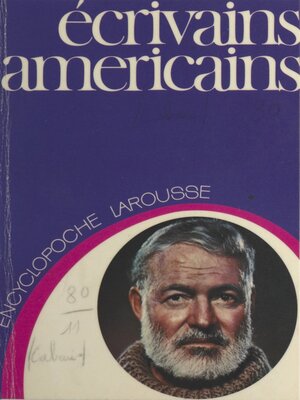 écrivains
americains
ENCYCLOPOCHE LAROUSSE
80
11